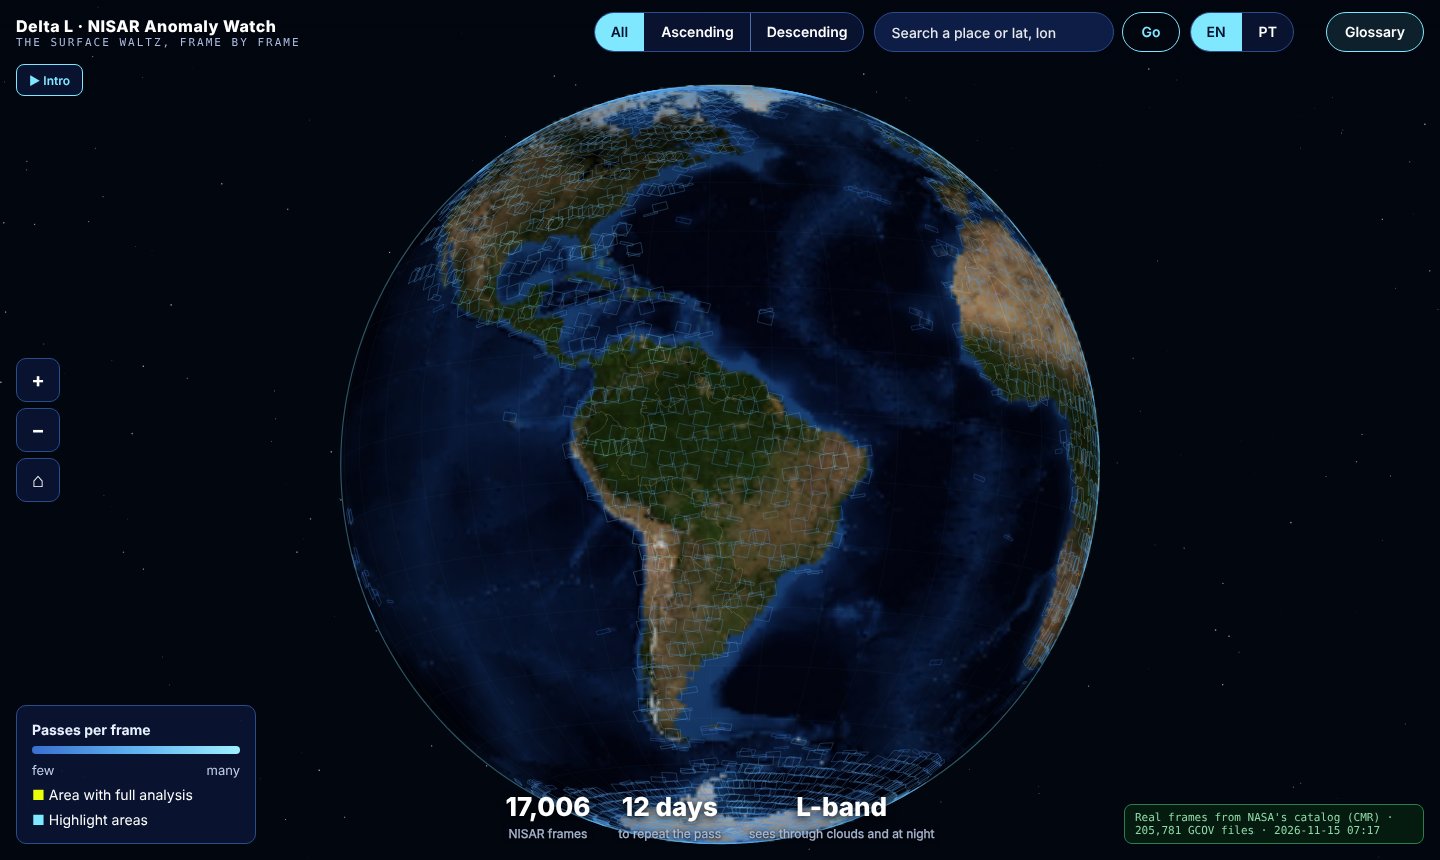 Delta L · NISAR Anomaly Watch
THE SURFACE WALTZ, FRAME BY FRAME
All Ascending Descending
Search a place or lat, lon
Go
EN PT
Glossary
▶ Intro
+
−
⌂
Passes per frame
few many
Area with full analysis
Highlight areas
17,006 12 days L-band
NISAR frames to repeat the pass sees through clouds and at night
Real frames from NASA's catalog (CMR) ·
205,781 GCOV files · 2026-11-15 07:17